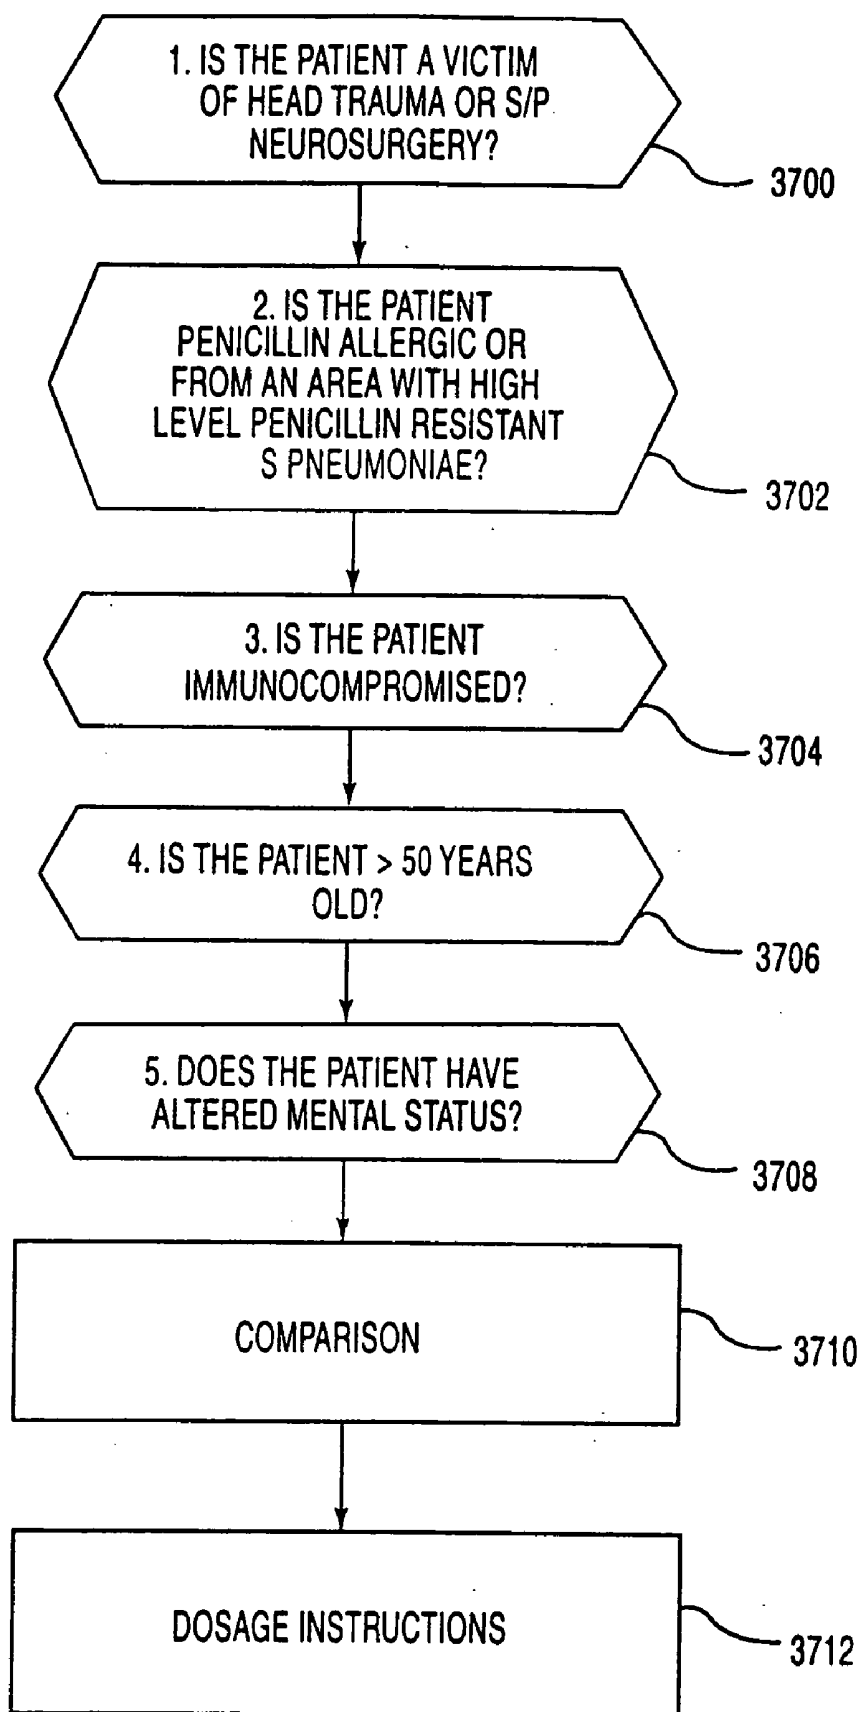 1. IS THE PATIENT A VICTIM
OF HEAD TRAUMA OR S/P
NEUROSURGERY?
3700
2. IS THE PATIENT
PENICILLIN ALLERGIC OR
FROM AN AREA WITH HIGH
LEVEL PENICILLIN RESISTANT
S PNEUMONIAE?
3702
3. IS THE PATIENT
IMMUNOCOMPROMISED?
3704
4. IS THE PATIENT > 50 YEARS
OLD?
3706
5. DOES THE PATIENT HAVE
ALTERED MENTAL STATUS?
3708
COMPARISON
3710
DOSAGE INSTRUCTIONS
3712